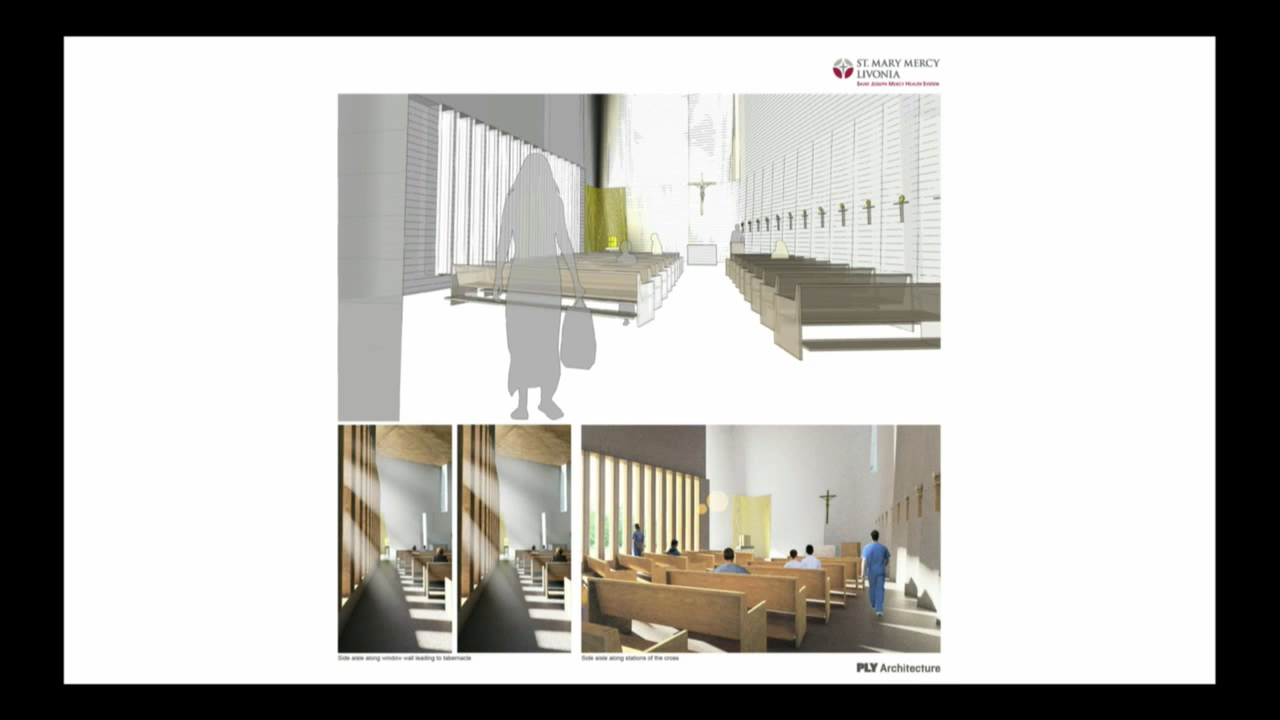 ST. MARY MERCY
LIVONIA
SAINT JOSEPH MERCY HEALTH SYSTEM
Side aisle along window wall leading to tabernacle
Side aisle along stations of the cross
PLY Architecture